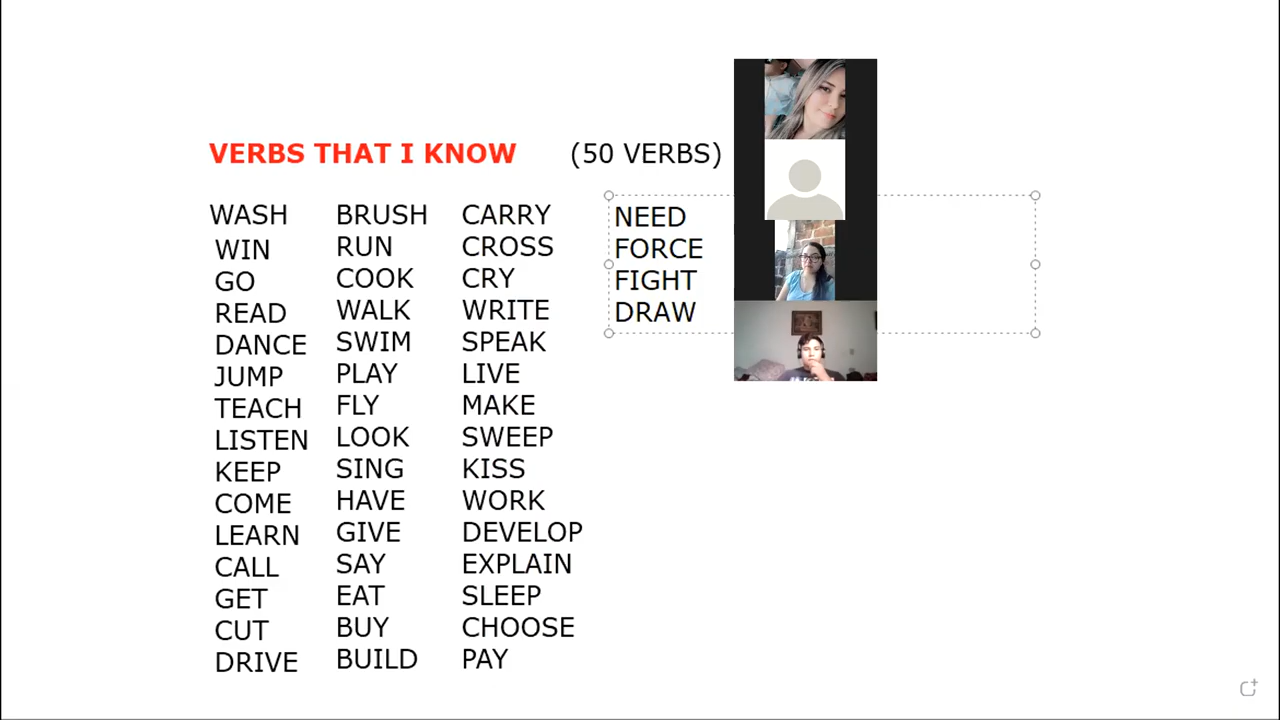 VERBS THAT I KNOW (50 VERBS)
WASH
WIN
GO
READ
DANCE
JUMP
TEACH
LISTEN
KEEP
COME
LEARN
CALL
GET
CUT
DRIVE
BRUSH
RUN
COOK
WALK
SWIM
PLAY
FLY
LOOK
SING
HAVE
GIVE
SAY
EAT
BUY
BUILD
CARRY
CROSS
CRY
WRITE
SPEAK
LIVE
MAKE
SWEEP
KISS
WORK
DEVELOP
EXPLAIN
SLEEP
CHOOSE
PAY
NEED
FORCE
FIGHT
DRAW